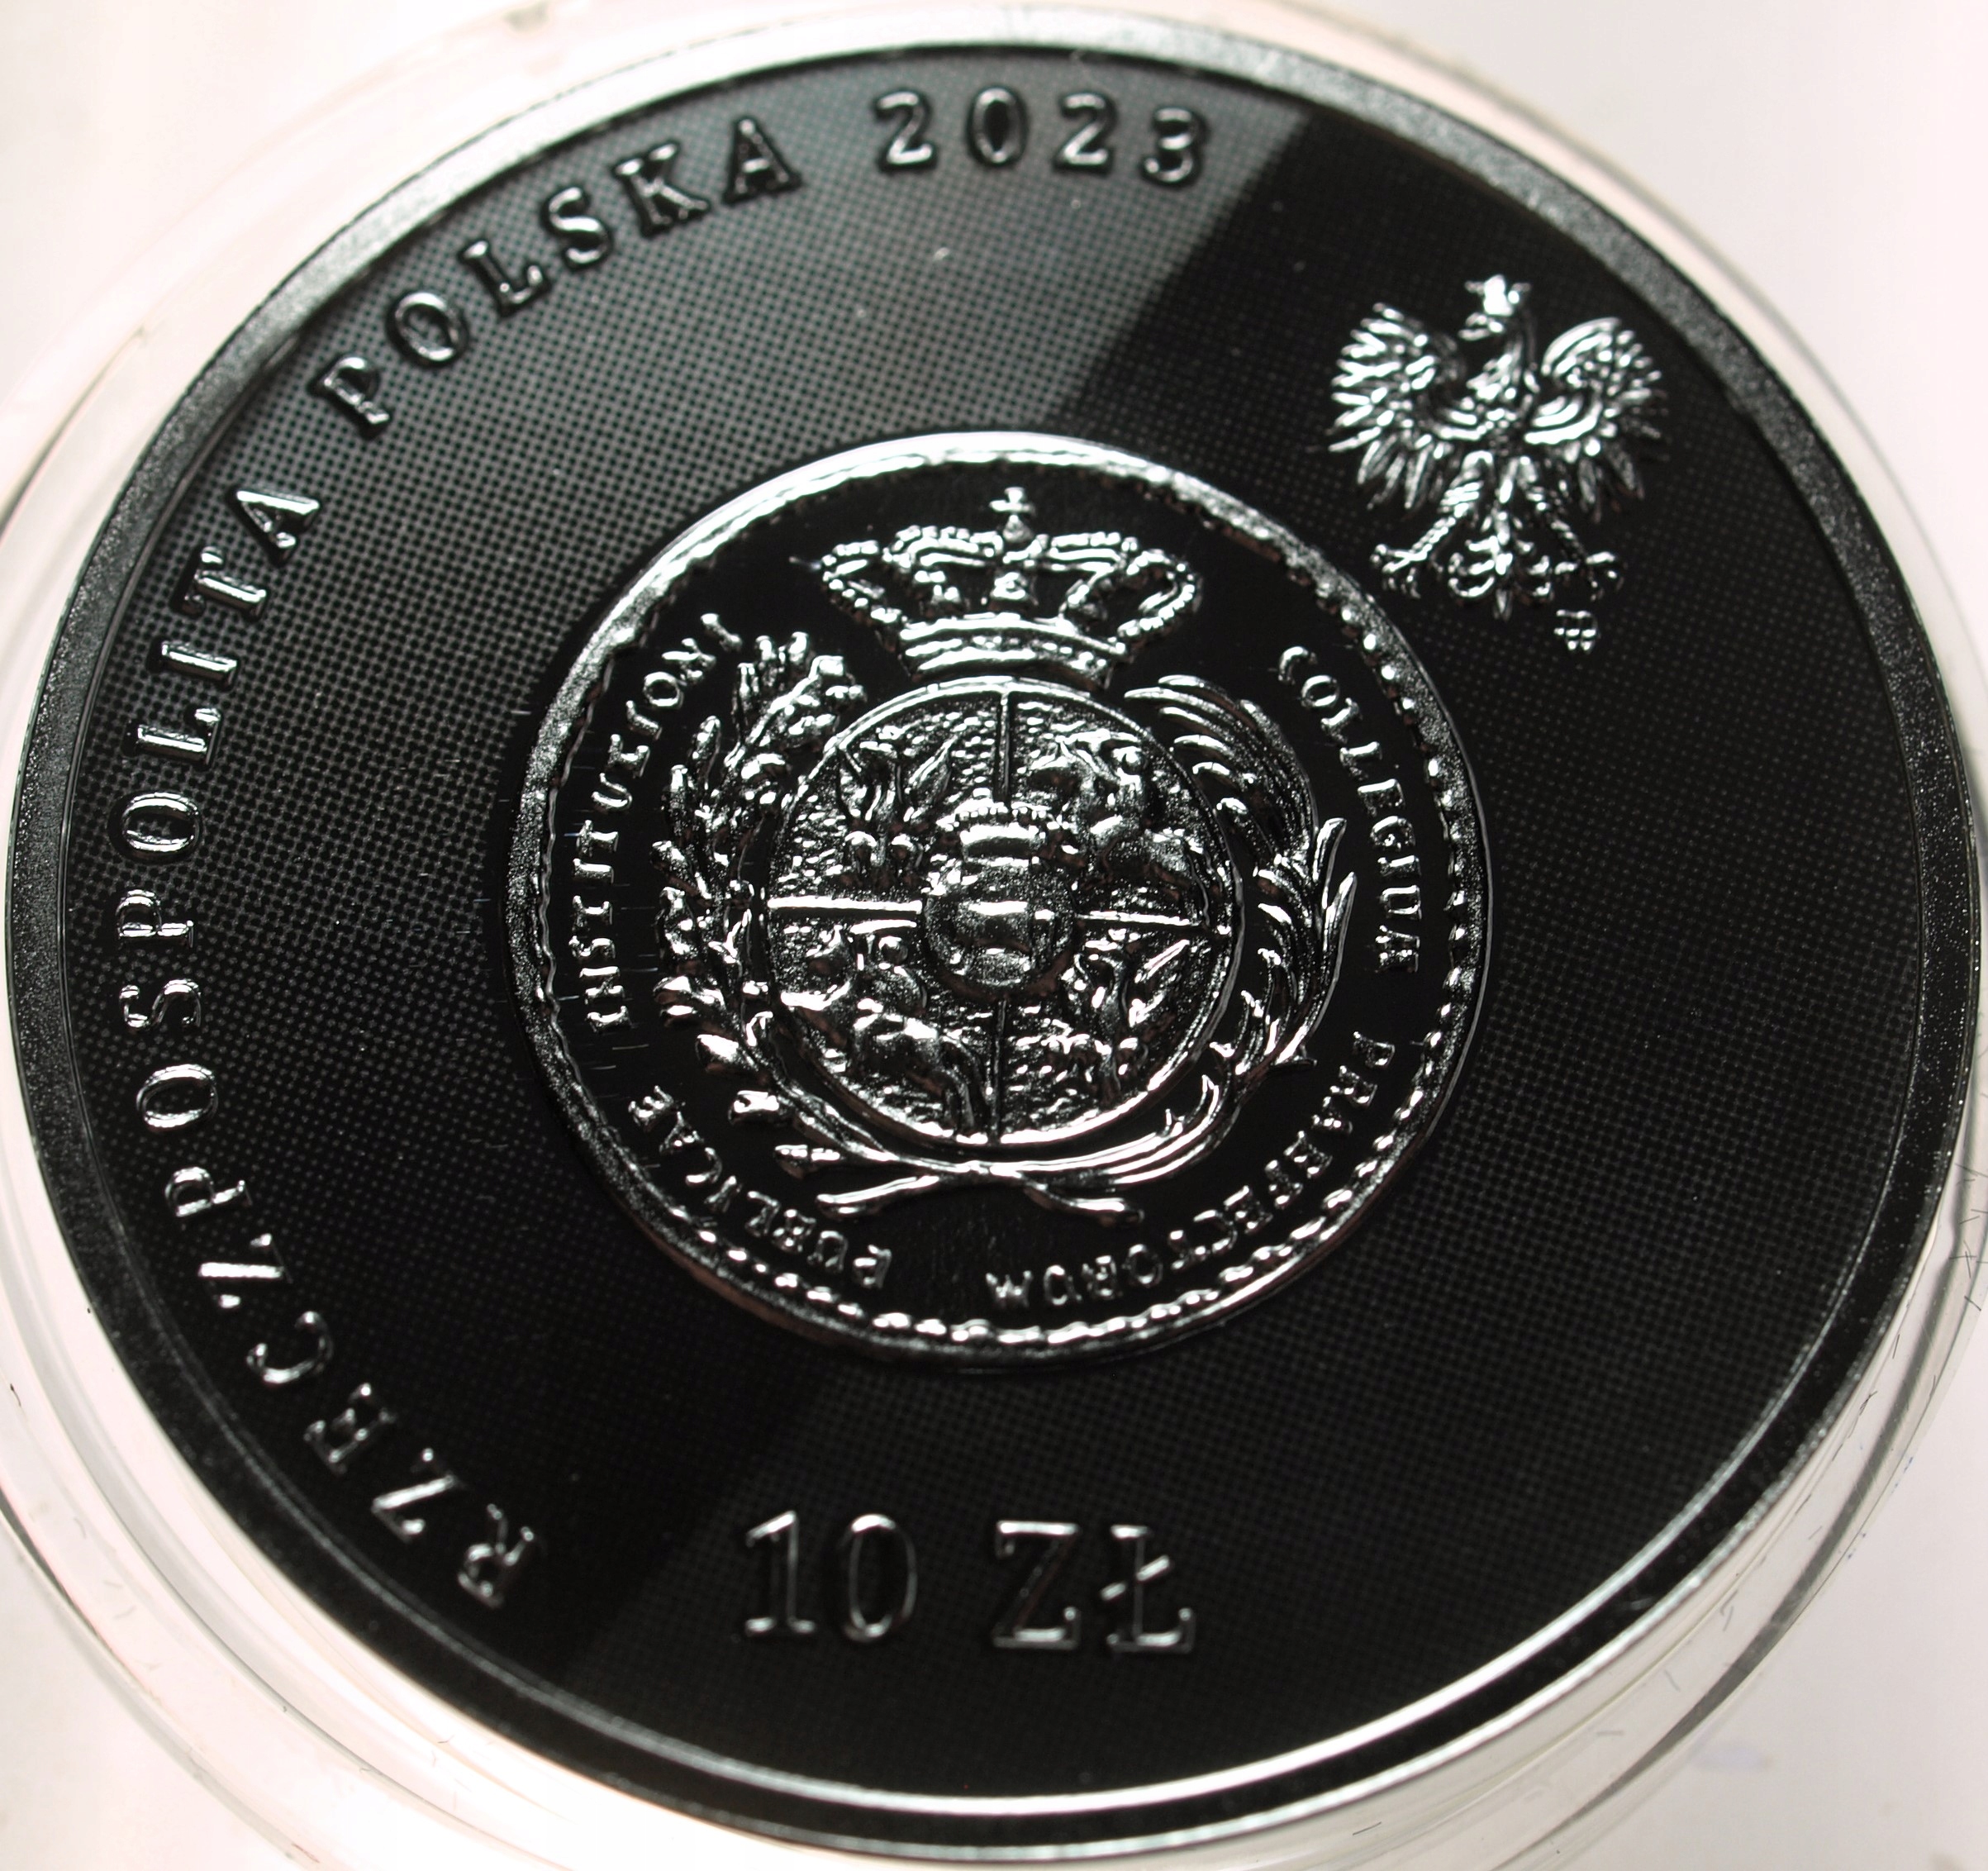 RZECZPOSPOLITA POLSKA 2023
COLLEGIUM PRAEFECTORUM
INSTITUTIONI PUBLICAE
10 ZŁ